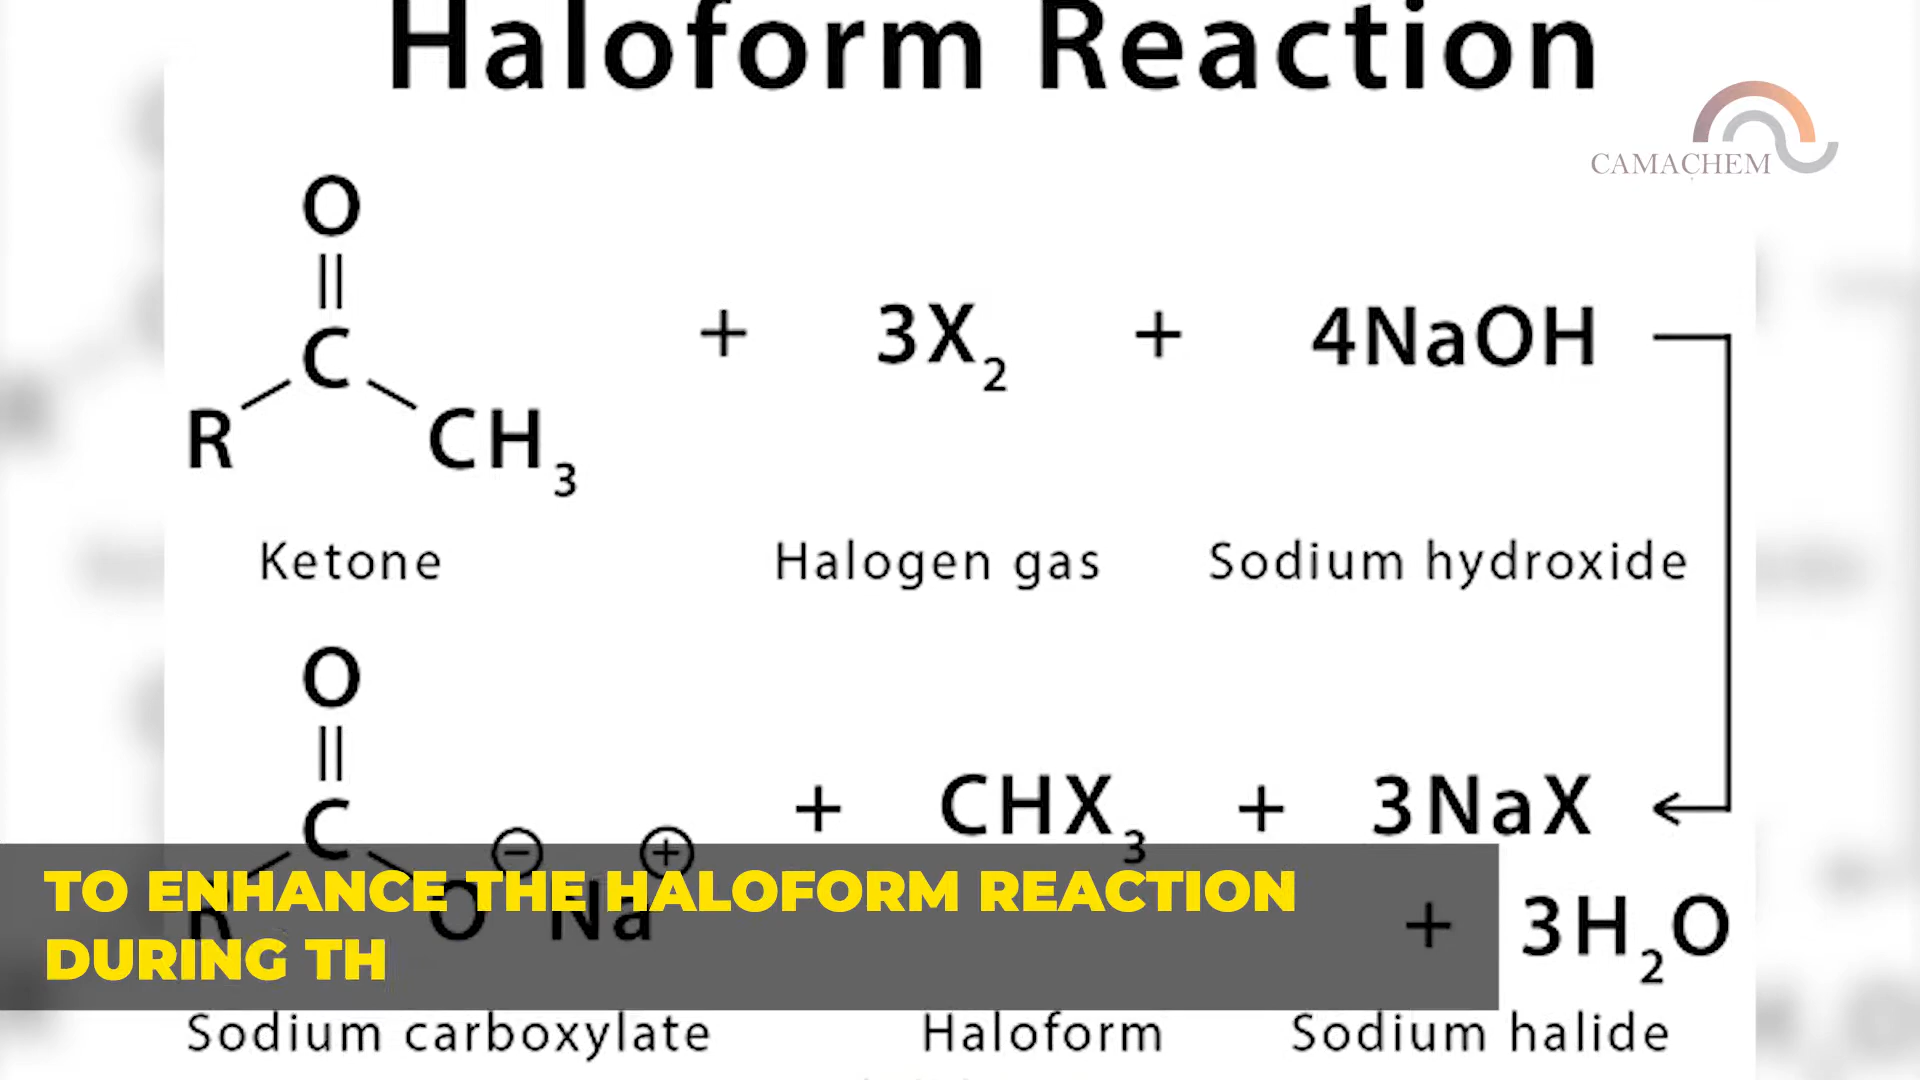 Haloform Reaction
CAMACHEM
O
C
R CH3
+ 3X2 + 4NaOH
Ketone Halogen gas Sodium hydroxide
O
C
R O⊖ Na⊕
+ CHX3 + 3NaX
+ 3H2O
TO ENHANCE THE HALOFORM REACTION
DURING TH
Sodium carboxylate Haloform Sodium halide